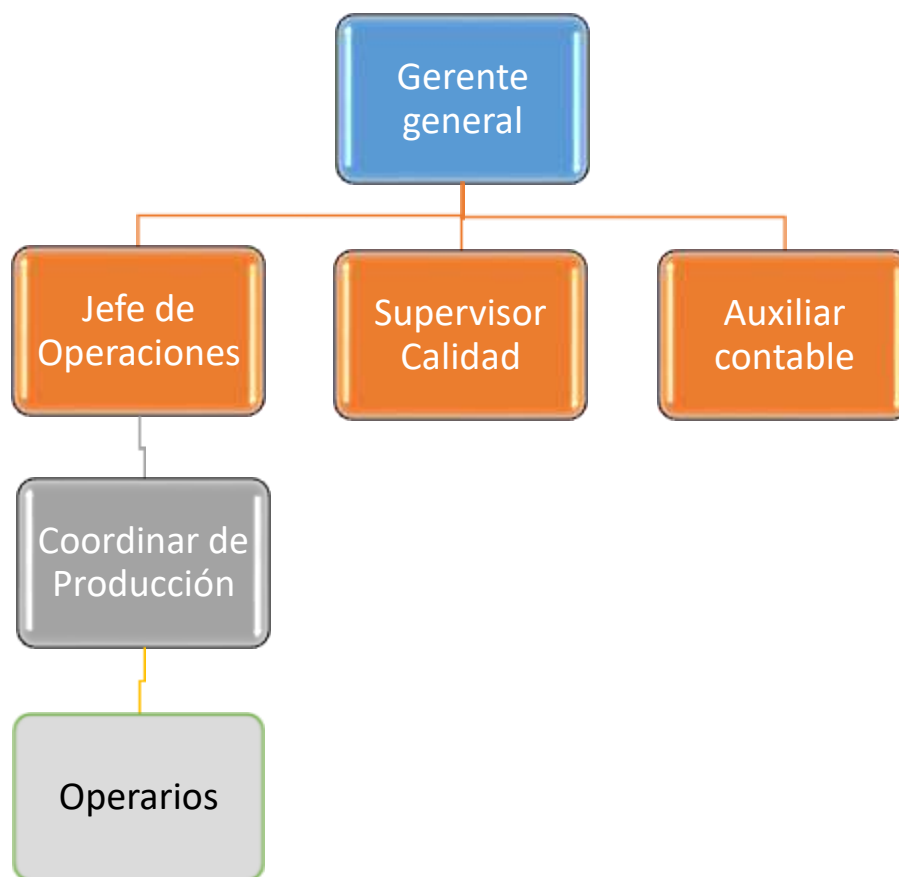 Gerente
general
Jefe de
Operaciones
Supervisor
Calidad
Auxiliar
contable
Coordinar de
Producción
Operarios